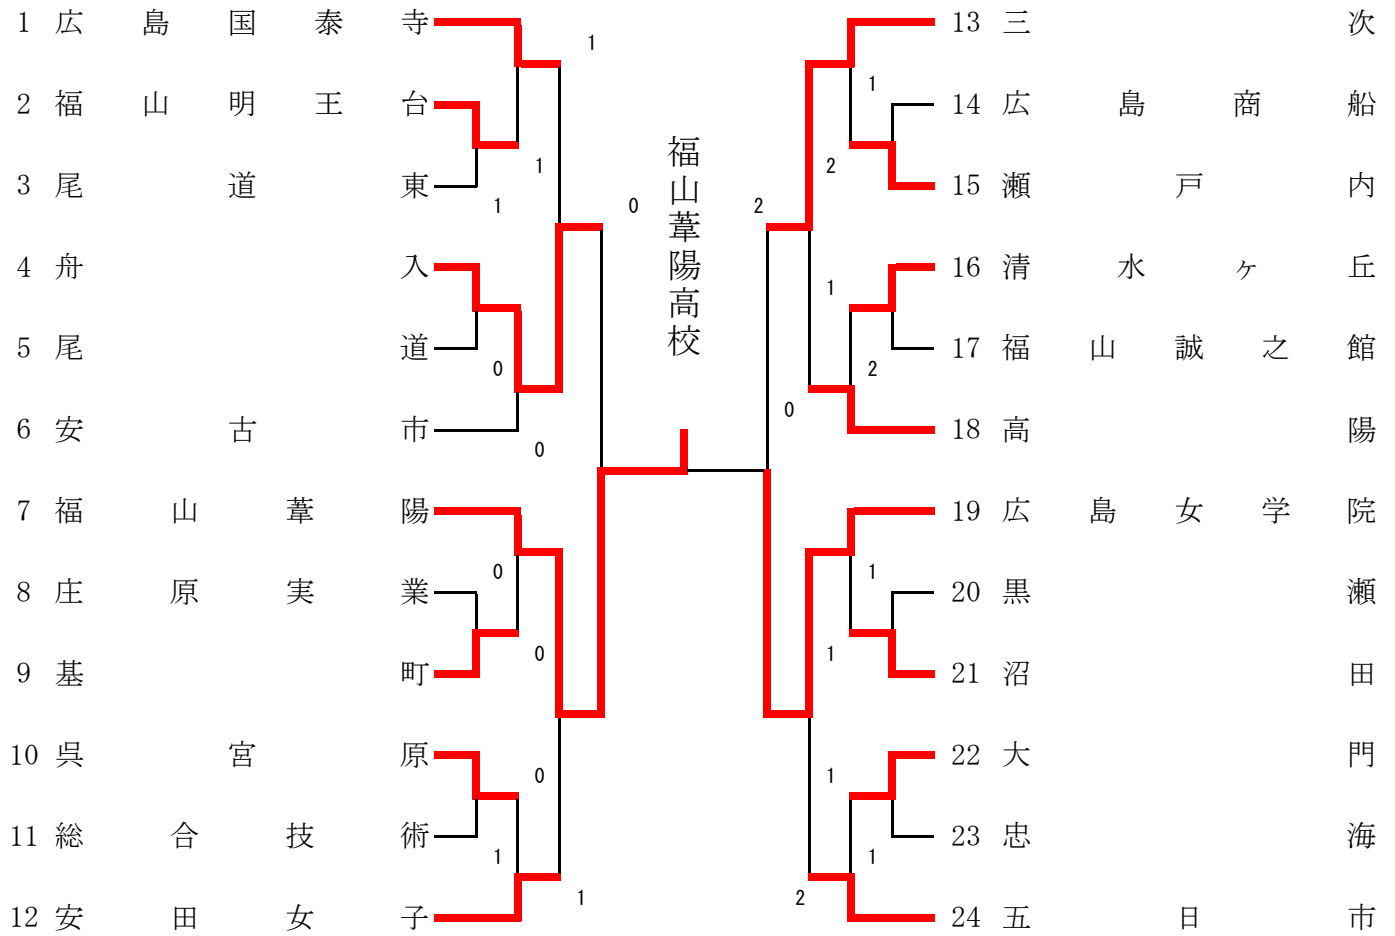 1 広島国泰寺
2 福山明王台
3 尾道東
4 舟入
5 尾道
6 安古市
7 福山葦陽
8 庄原実業
9 基町
10 呉宮原
11 総合技術
12 安田女子
1
1
1
0
0
0
0
0
0
1
1
福山葦陽高校
2
1
2
1
2
0
1
1
1
1
2
13 三次
14 広島商船
15 瀬戸内
16 清水ヶ丘
17 福山誠之館
18 高陽
19 広島女学院
20 黒瀬
21 沼田
22 大門
23 忠海
24 五日市